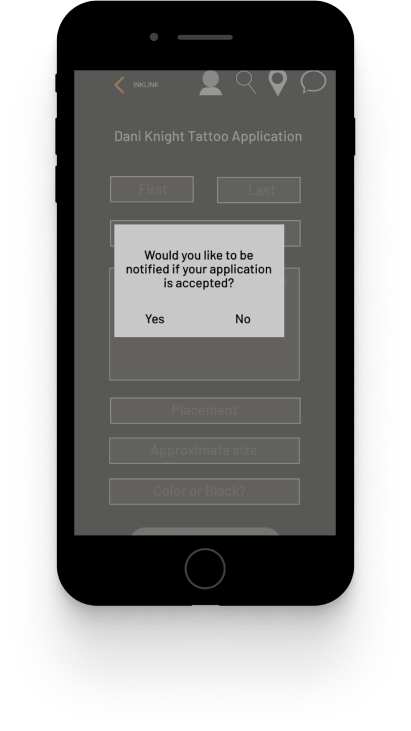 INKLINK
Dani Knight Tattoo Application
First Last
Would you like to be
notified if your application
is accepted?
Yes No
Placement
Approximate size
Color or Black?